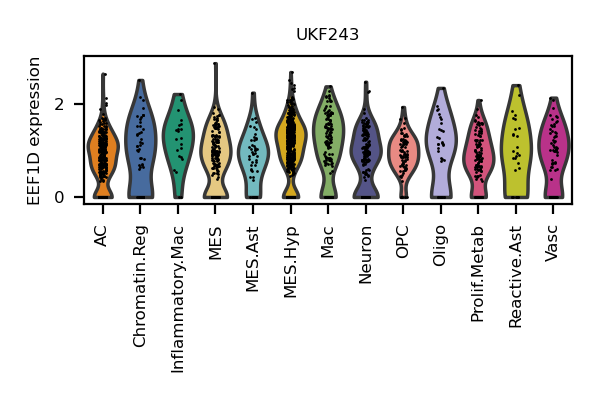 UKF243
EEF1D expression
2
0
AC
Chromatin.Reg
Inflammatory.Mac
MES
MES.Ast
MES.Hyp
Mac
Neuron
OPC
Oligo
Prolif.Metab
Reactive.Ast
Vasc